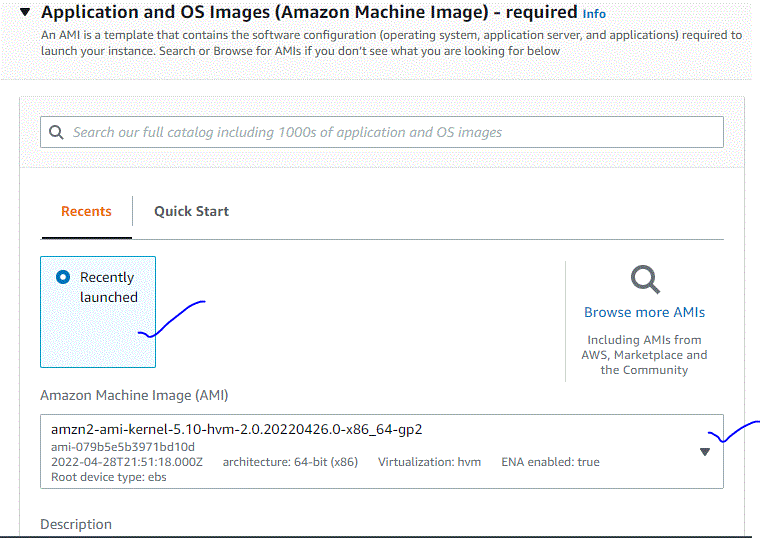 Application and OS Images (Amazon Machine Image) - required Info
An AMI is a template that contains the software configuration (operating system, application server, and applications) required to
launch your instance. Search or Browse for AMIs if you don't see what you are looking for below
Search our full catalog including 1000s of application and OS images
Recents
Quick Start
Recently
launched
Browse more AMIs
Including AMIs from
AWS, Marketplace and
the Community
Amazon Machine Image (AMI)
amzn2-ami-kernel-5.10-hvm-2.0.20220426.0-x86_64-gp2
ami-079b5e5b3971bd10d
2022-04-28T21:51:18.000Z architecture: 64-bit (x86) Virtualization: hvm ENA enabled: true
Root device type: ebs
Description